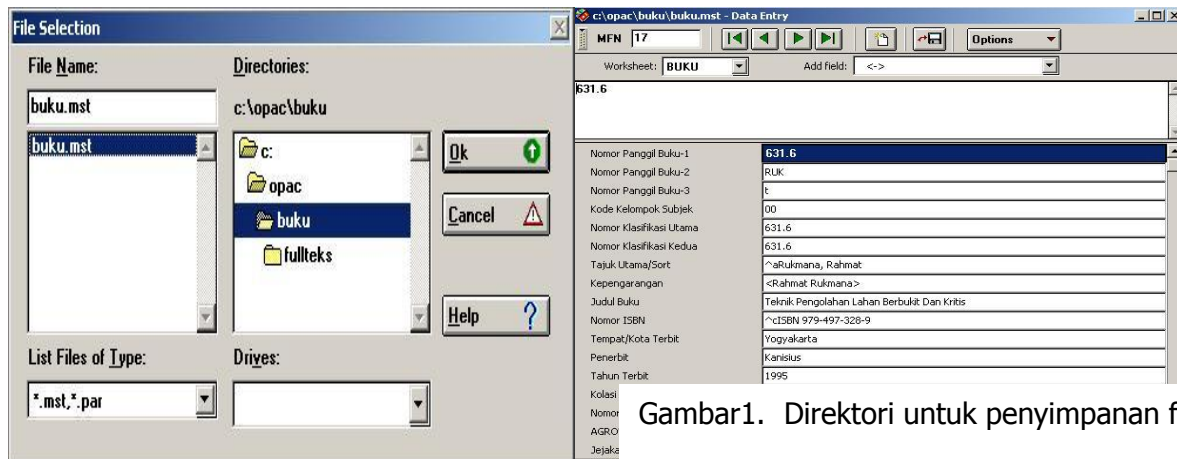 File Selection
File Name:
Directories:
buku.mst
c:\opac\buku
buku.mst
c:
opac
buku
fullteks
Ok
Cancel
Help
List Files of Type:
Drives:
*.mst,*.par
c:\opac\buku\buku.mst - Data Entry
MFN 17 Options
Worksheet: BUKU Add field: <->
631.6
Nomor Panggil Buku-1 631.6
Nomor Panggil Buku-2 RUK
Nomor Panggil Buku-3 t
Kode Kelompok Subjek 00
Nomor Klasifikasi Utama 631.6
Nomor Klasifikasi Kedua 631.6
Tajuk Utama/Sort ^aRukmana, Rahmat
Kepengarangan <Rahmat Rukmana>
Judul Buku Teknik Pengolahan Lahan Berbukit Dan Kritis
Nomor ISBN ^cISBN 979-497-328-9
Tempat/Kota Terbit Yogyakarta
Penerbit Kanisius
Tahun Terbit 1995
Kolasi
Nomor
AGRO
Jejaka
Gambar1. Direktori untuk penyimpanan f